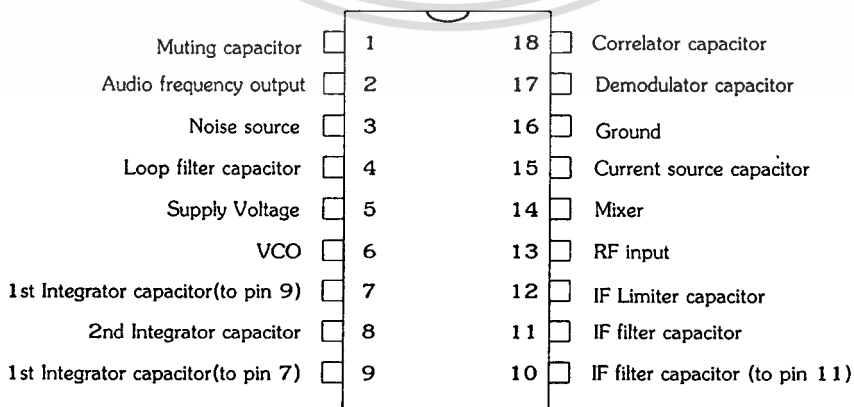 Muting capacitor 1 18 Correlator capacitor
Audio frequency output 2 17 Demodulator capacitor
Noise source 3 16 Ground
Loop filter capacitor 4 15 Current source capacitor
Supply Voltage 5 14 Mixer
VCO 6 13 RF input
1st Integrator capacitor(to pin 9) 7 12 IF Limiter capacitor
2nd Integrator capacitor 8 11 IF filter capacitor
1st Integrator capacitor(to pin 7) 9 10 IF filter capacitor (to pin 11)